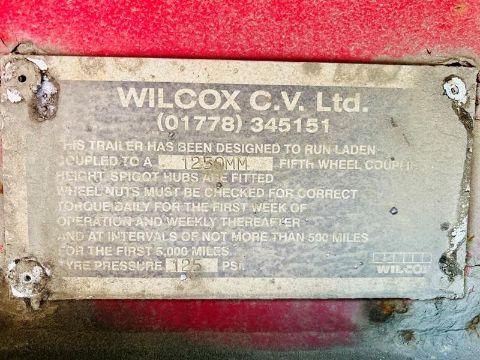 WILCOX C.V. Ltd.
(01778) 345151
THIS TRAILER HAS BEEN DESIGNED TO RUN LADEN
COUPLED TO A 1250MM FIFTH WHEEL COUPLING
HEIGHT. SPIGOT HUBS ARE FITTED
WHEEL NUTS MUST BE CHECKED FOR CORRECT
TORQUE DAILY FOR THE FIRST WEEK OF
OPERATION AND WEEKLY THEREAFTER
AND AT INTERVALS OF NOT MORE THAN 500 MILES
FOR THE FIRST 5,000 MILES.
TYRE PRESSURE 125 PSI.
WILCOX